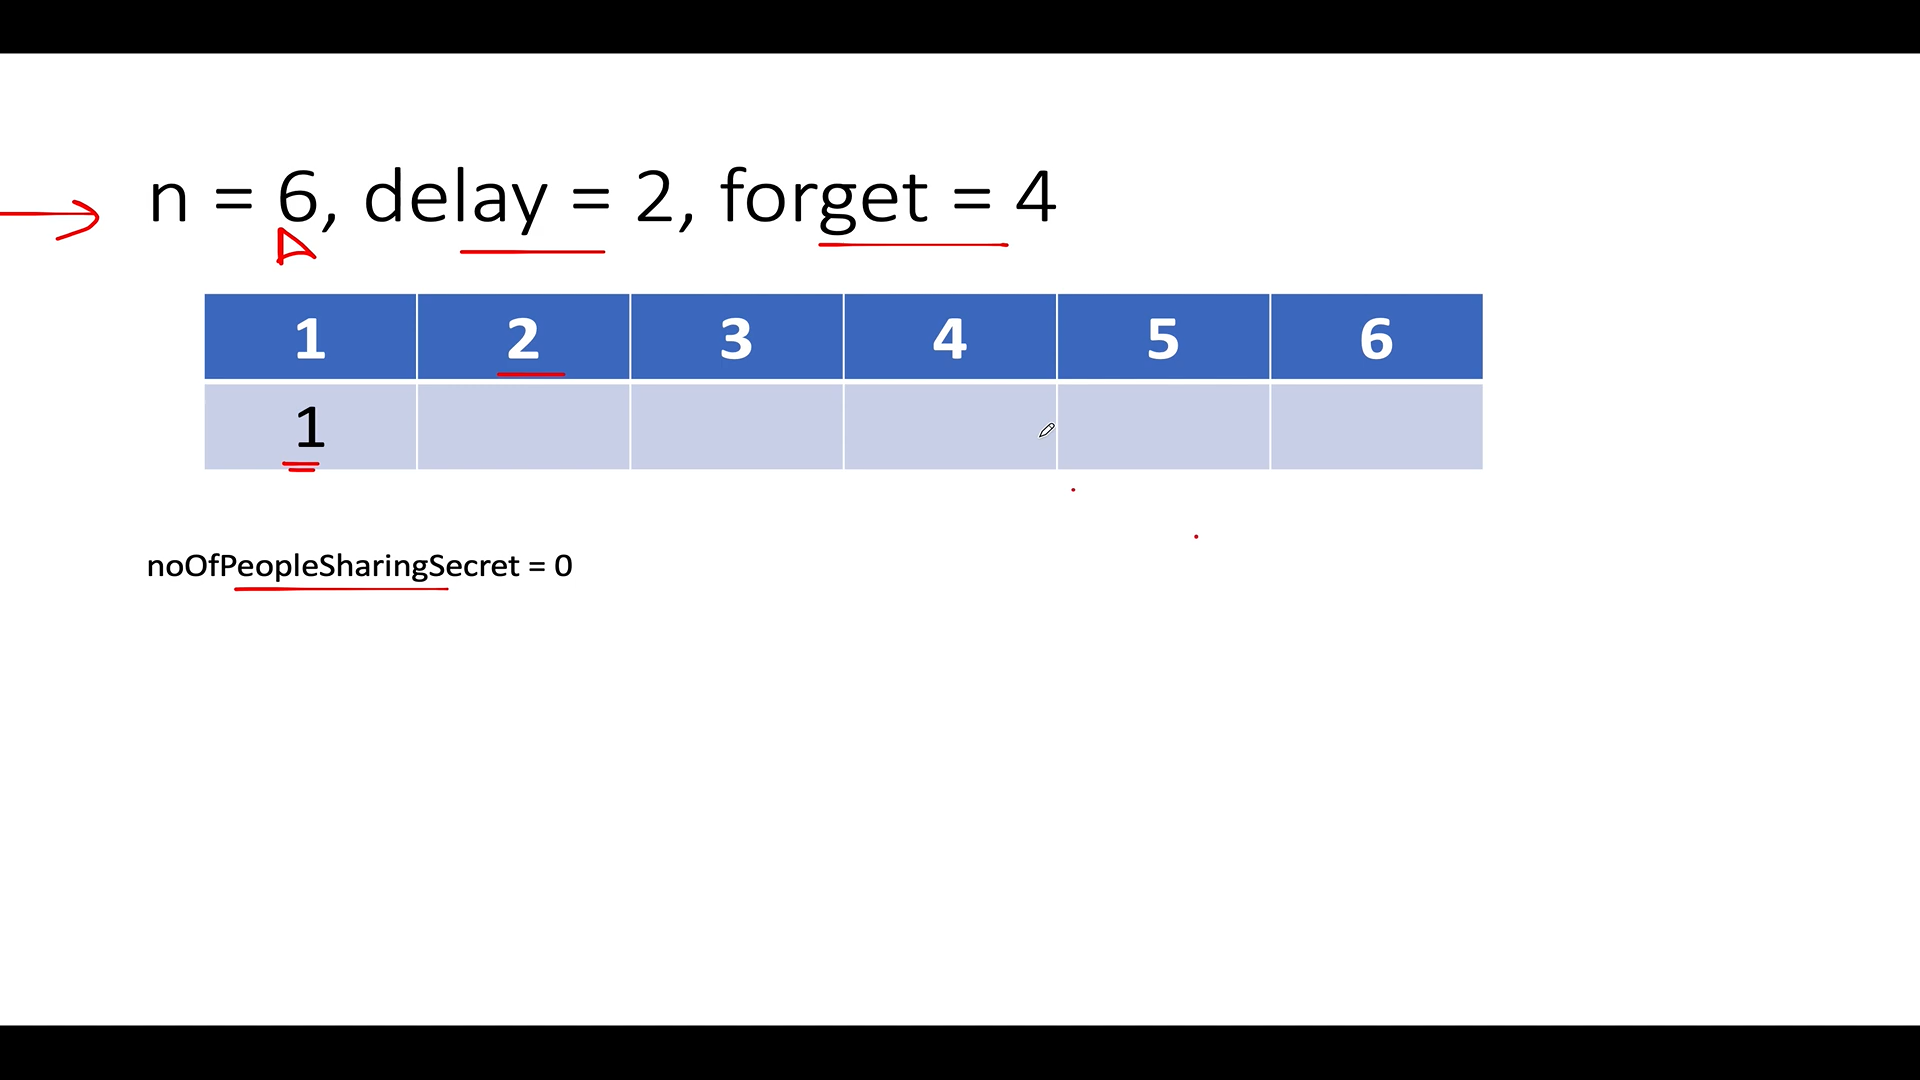 n = 6, delay = 2, forget = 4
1 2 3 4 5 6
1
noOfPeopleSharingSecret = 0